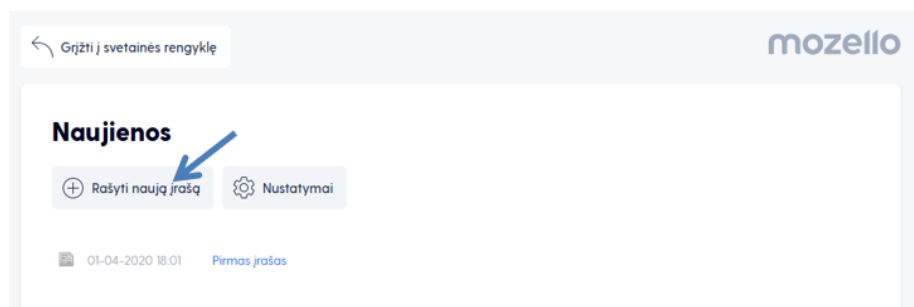 Grįžti į svetainės rengyklę
mozello
Naujienos
Rašyti naują įrašą
Nustatymai
01-04-2020 18:01 Pirmas įrašas